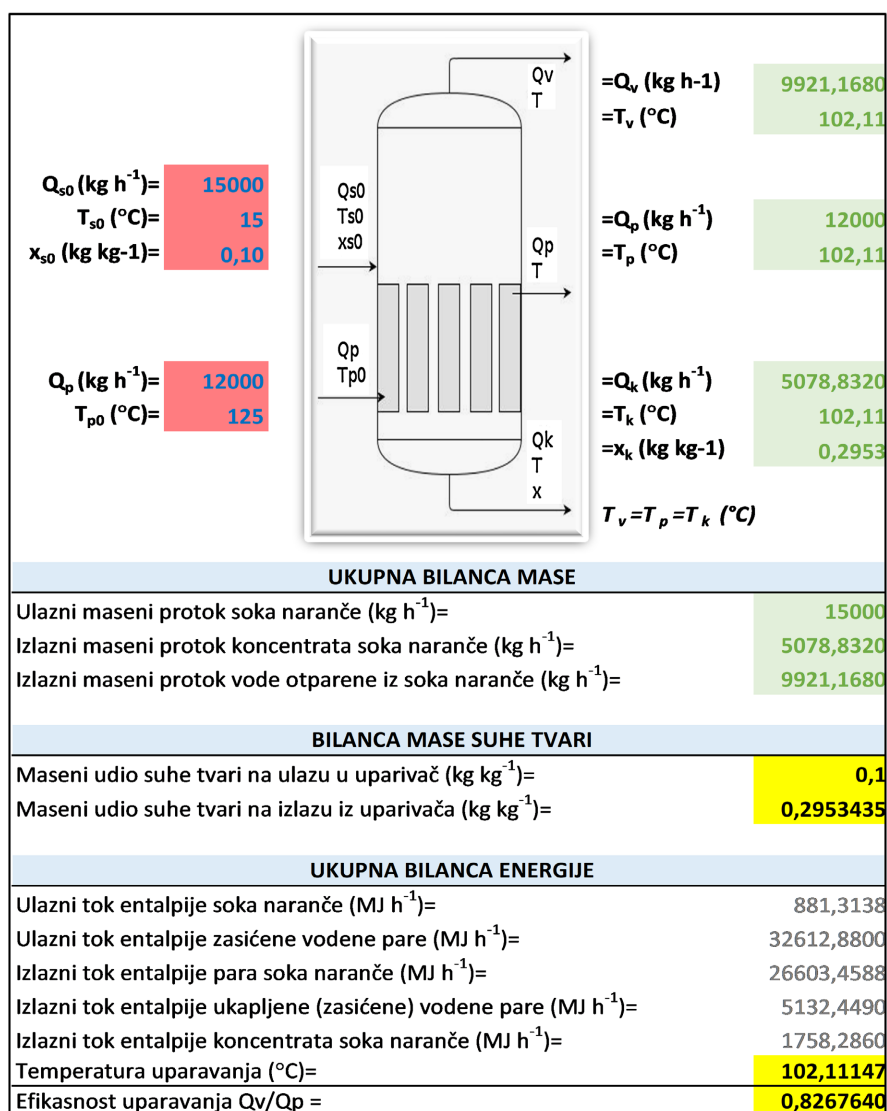 =Qv (kg h-1) 9921,1680
=Tv (°C) 102,11
Qs0 (kg h-1)= 15000
Ts0 (°C)= 15
xs0 (kg kg-1)= 0,10
Qv
T
Qs0
Ts0
xs0
Qp
T
=Qp (kg h-1) 12000
=Tp (°C) 102,11
Qp (kg h-1)= 12000
Tp0 (°C)= 125
Qp
Tp0
Qk
T
x
=Qk (kg h-1) 5078,8320
=Tk (°C) 102,11
=xk (kg kg-1) 0,2953
Tv=Tp=Tk (°C)
UKUPNA BILANCA MASE
Ulazni maseni protok soka naranče (kg h-1)= 15000
Izlazni maseni protok koncentrata soka naranče (kg h-1)= 5078,8320
Izlazni maseni protok vode otparene iz soka naranče (kg h-1)= 9921,1680
BILANCA MASE SUHE TVARI
Maseni udio suhe tvari na ulazu u uparivač (kg kg-1)= 0,1
Maseni udio suhe tvari na izlazu iz uparivača (kg kg-1)= 0,2953435
UKUPNA BILANCA ENERGIJE
Ulazni tok entalpije soka naranče (MJ h-1)= 881,3138
Ulazni tok entalpije zasićene vodene pare (MJ h-1)= 32612,8800
Izlazni tok entalpije para soka naranče (MJ h-1)= 26603,4588
Izlazni tok entalpije ukapljene (zasićene) vodene pare (MJ h-1)= 5132,4490
Izlazni tok entalpije koncentrata soka naranče (MJ h-1)= 1758,2860
Temperatura uparavanja (°C)= 102,11147
Efikasnost uparavanja Qv/Qp = 0,8267640